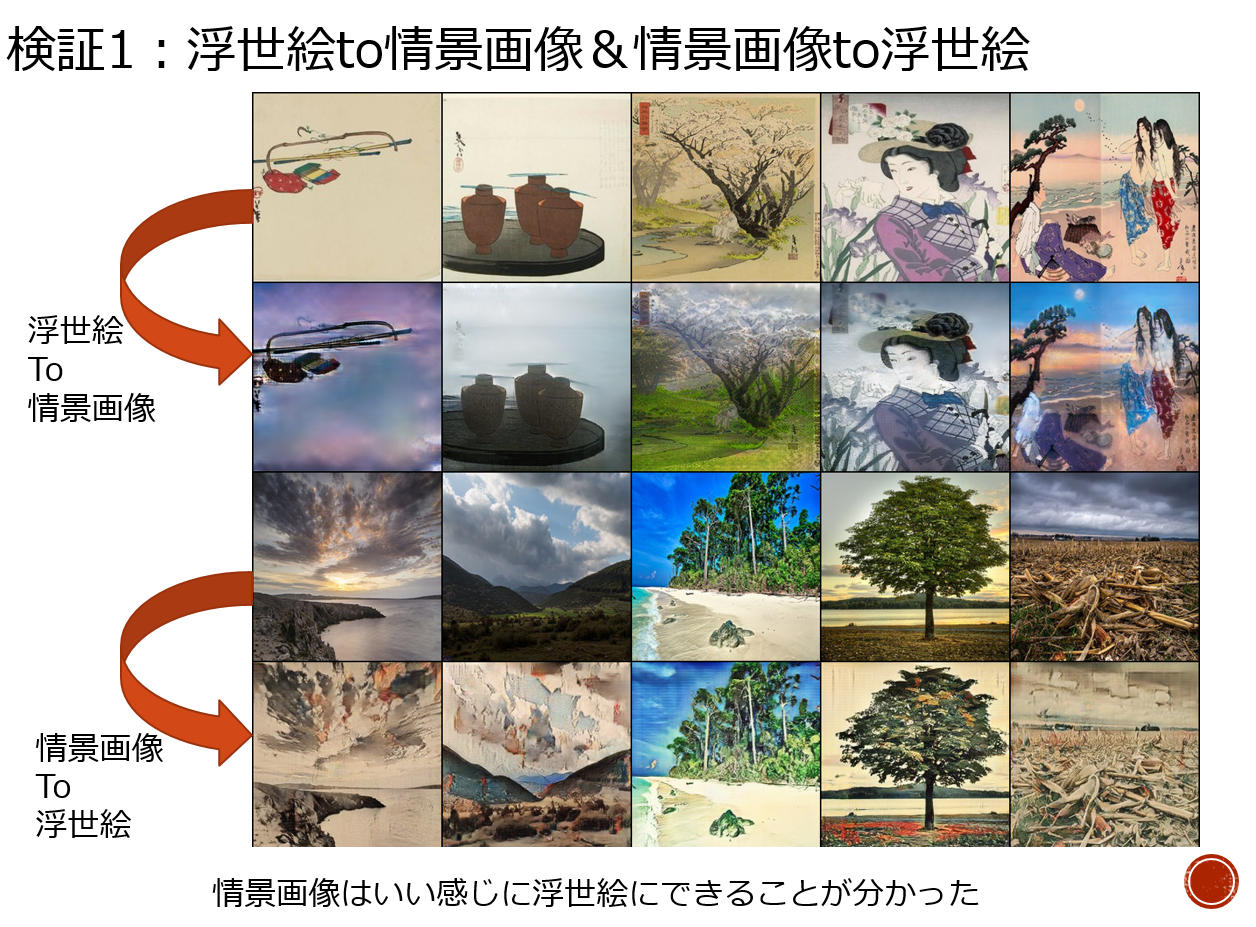 検証1：浮世絵to情景画像＆情景画像to浮世絵
浮世絵
To
情景画像
情景画像
To
浮世絵
情景画像はいい感じに浮世絵にできることが分かった